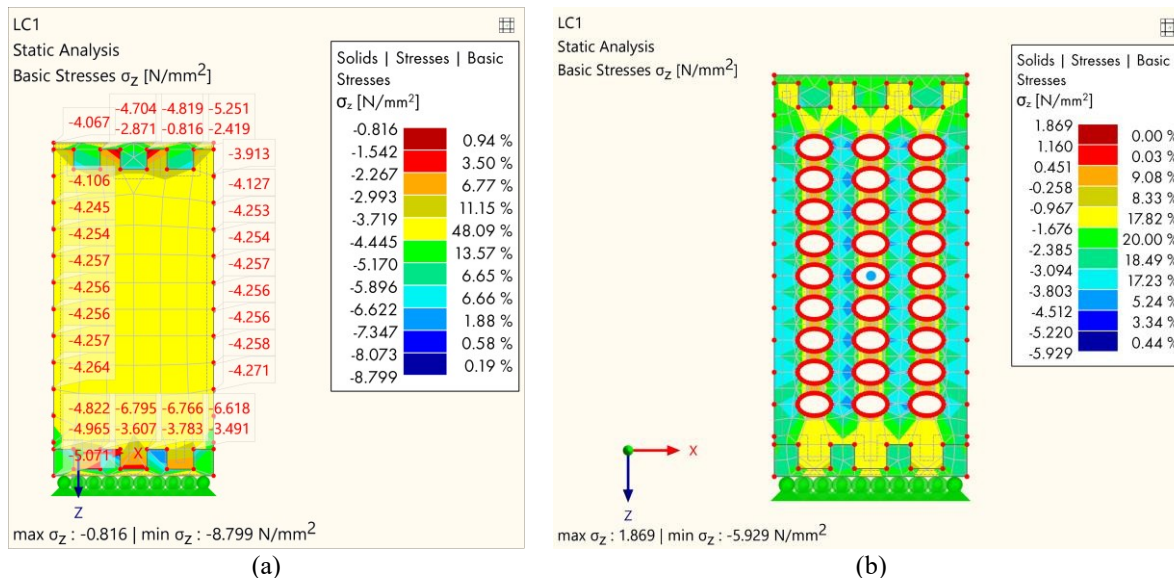 LC1
Static Analysis
Basic Stresses σz [N/mm2]
-4.704 -4.819 -5.251
-4.067
-2.871 -0.816 -2.419
-3.913
-4.106
-4.127
-4.245
-4.253
-4.254
-4.254
-4.257
-4.257
-4.256
-4.256
-4.256
-4.256
-4.257
-4.258
-4.264
-4.271
-4.822 -6.795 -6.766 -6.618
-4.965 -3.607 -3.783 -3.491
-5.071
X
Z
max σz : -0.816 | min σz : -8.799 N/mm2
Solids | Stresses | Basic
Stresses
σz [N/mm2]
-0.816
0.94 %
-1.542
3.50 %
-2.267
6.77 %
-2.993
11.15 %
-3.719
48.09 %
-4.445
13.57 %
-5.170
6.65 %
-5.896
6.66 %
-6.622
1.88 %
-7.347
0.58 %
-8.073
0.19 %
-8.799
(a)
LC1
Static Analysis
Basic Stresses σz [N/mm2]
X
Z
max σz : 1.869 | min σz : -5.929 N/mm2
Solids | Stresses | Basic
Stresses
σz [N/mm2]
1.869
0.00 %
1.160
0.03 %
0.451
9.08 %
-0.258
8.33 %
-0.967
17.82 %
-1.676
20.00 %
-2.385
18.49 %
-3.094
17.23 %
-3.803
5.24 %
-4.512
3.34 %
-5.220
0.44 %
-5.929
(b)